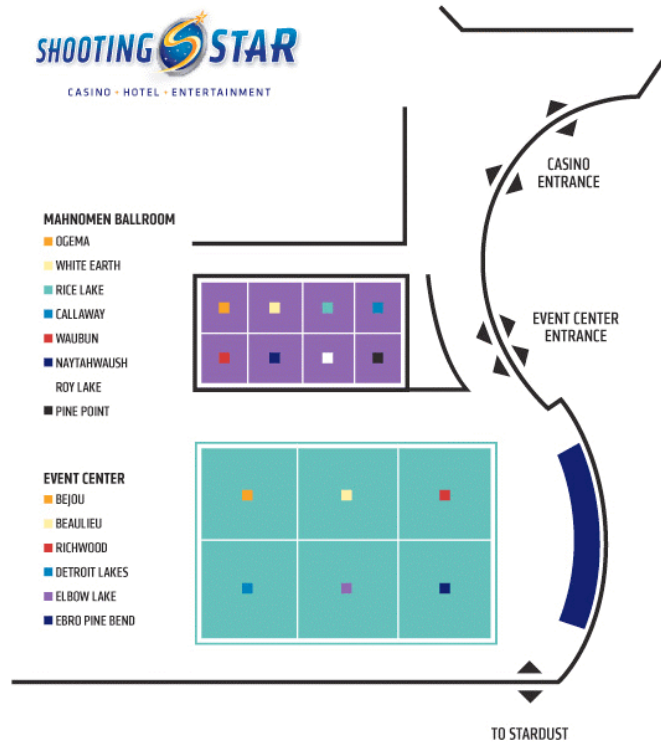 SHOOTING STAR
CASINO • HOTEL • ENTERTAINMENT
CASINO
ENTRANCE
MAHNOMEN BALLROOM
OGEMA
WHITE EARTH
RICE LAKE
CALLAWAY
WAUBUN
NAYTAHWAUSH
ROY LAKE
PINE POINT
EVENT CENTER
ENTRANCE
EVENT CENTER
BEJOU
BEAULIEU
RICHWOOD
DETROIT LAKES
ELBOW LAKE
EBRO PINE BEND
TO STARDUST